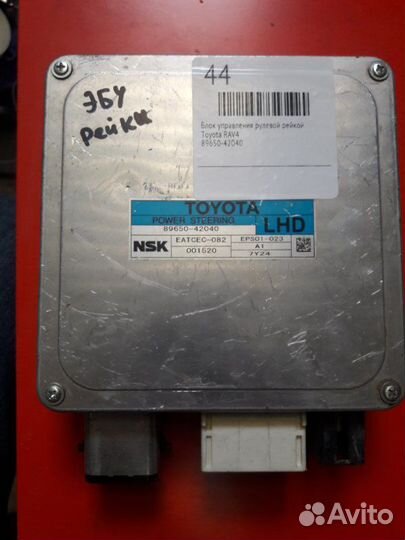 ЭБУ
рейки
44
Блок управления рулевой рейкой
Toyota RAV4
89650-42040
TOYOTA
POWER STEERING
LHD
89650-42040
NSK
EATCEC-082
EPS01-023
001520
A1
7Y24
Avito